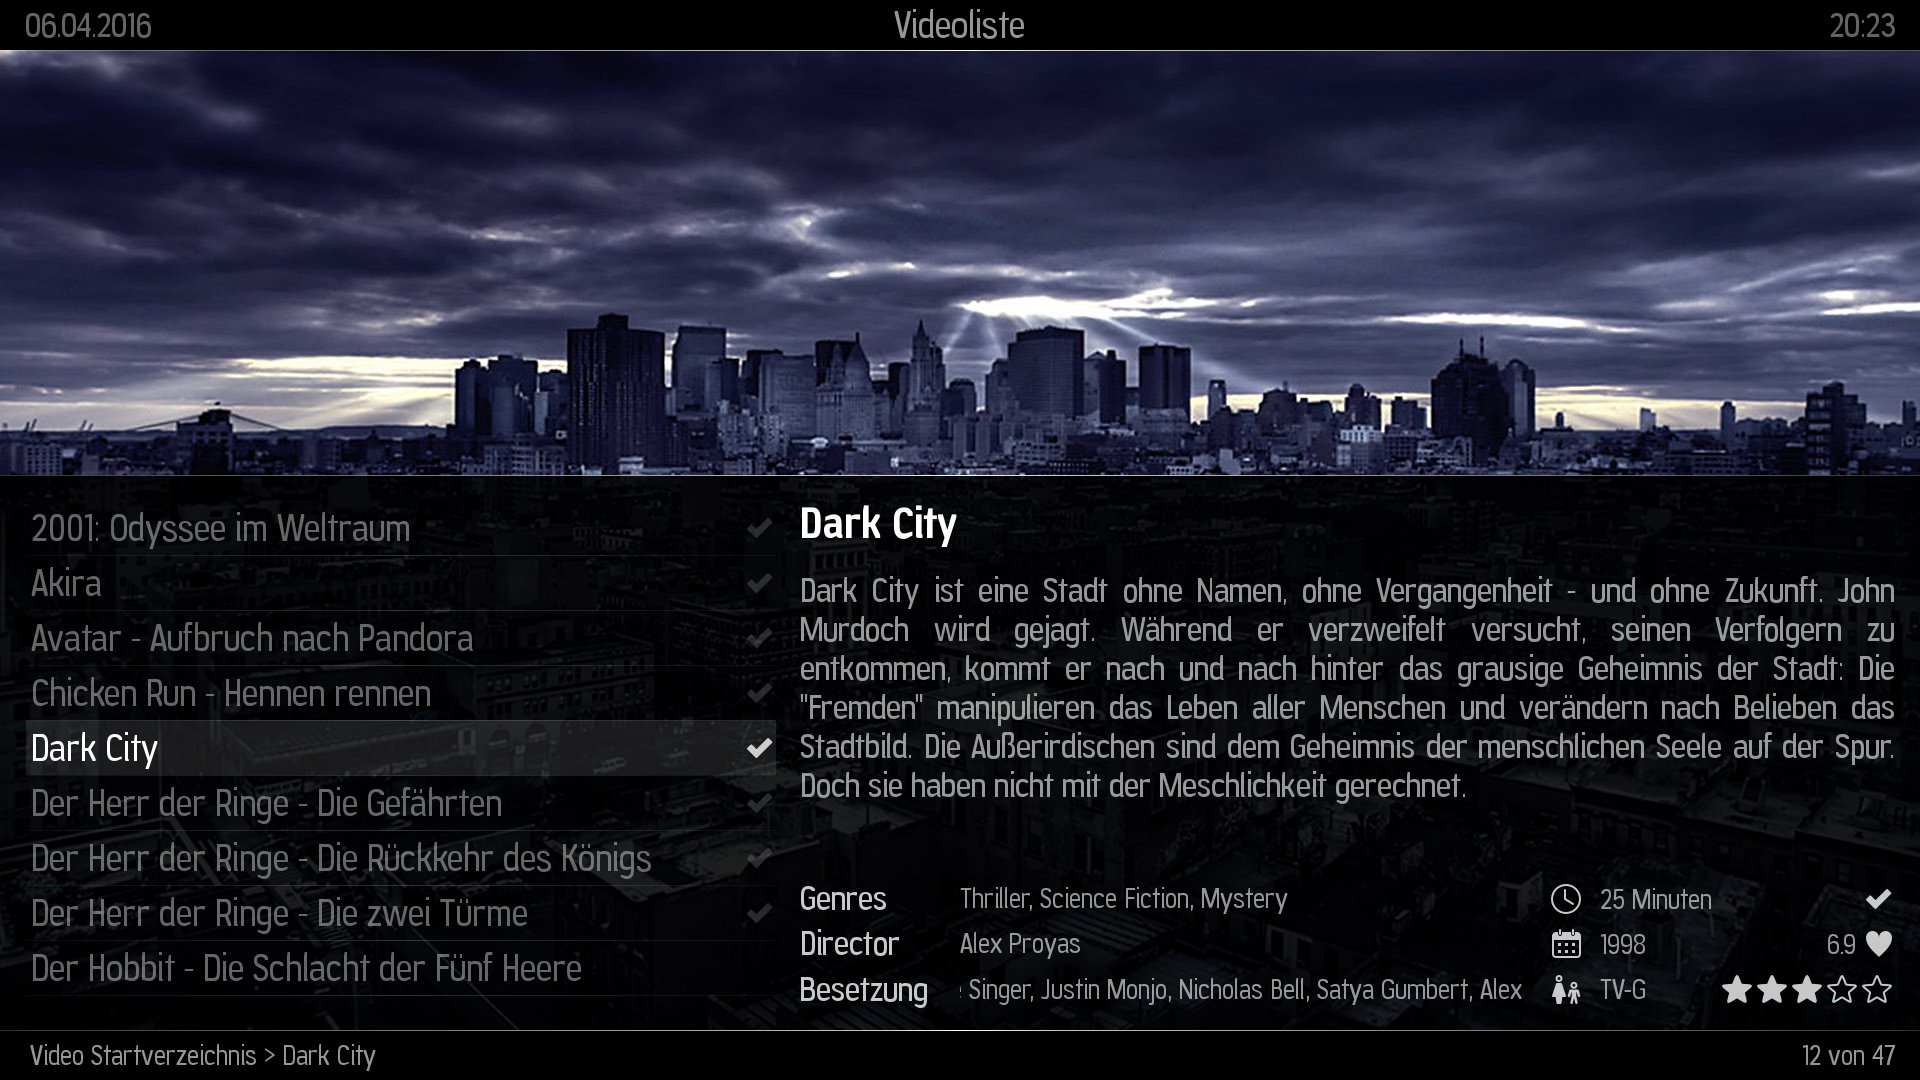 06.04.2016
Videoliste
20:23
2001: Odyssee im Weltraum
Akira
Avatar - Aufbruch nach Pandora
Chicken Run - Hennen rennen
Dark City
Der Herr der Ringe - Die Gefährten
Der Herr der Ringe - Die Rückkehr des Königs
Der Herr der Ringe - Die zwei Türme
Der Hobbit - Die Schlacht der Fünf Heere
Dark City
Dark City ist eine Stadt ohne Namen, ohne Vergangenheit - und ohne Zukunft. John
Murdoch wird gejagt. Während er verzweifelt versucht, seinen Verfolgern zu
entkommen, kommt er nach und nach hinter das grausige Geheimnis der Stadt: Die
"Fremden" manipulieren das Leben aller Menschen und verändern nach Belieben das
Stadtbild. Die Außerirdischen sind dem Geheimnis der menschlichen Seele auf der Spur.
Doch sie haben nicht mit der Meschlichkeit gerechnet.
Genres Thriller, Science Fiction, Mystery
25 Minuten
Director Alex Proyas
1998
6.9
Besetzung Singer, Justin Monjo, Nicholas Bell, Satya Gumbert, Alex
TV-G
Video Startverzeichnis > Dark City
12 von 47